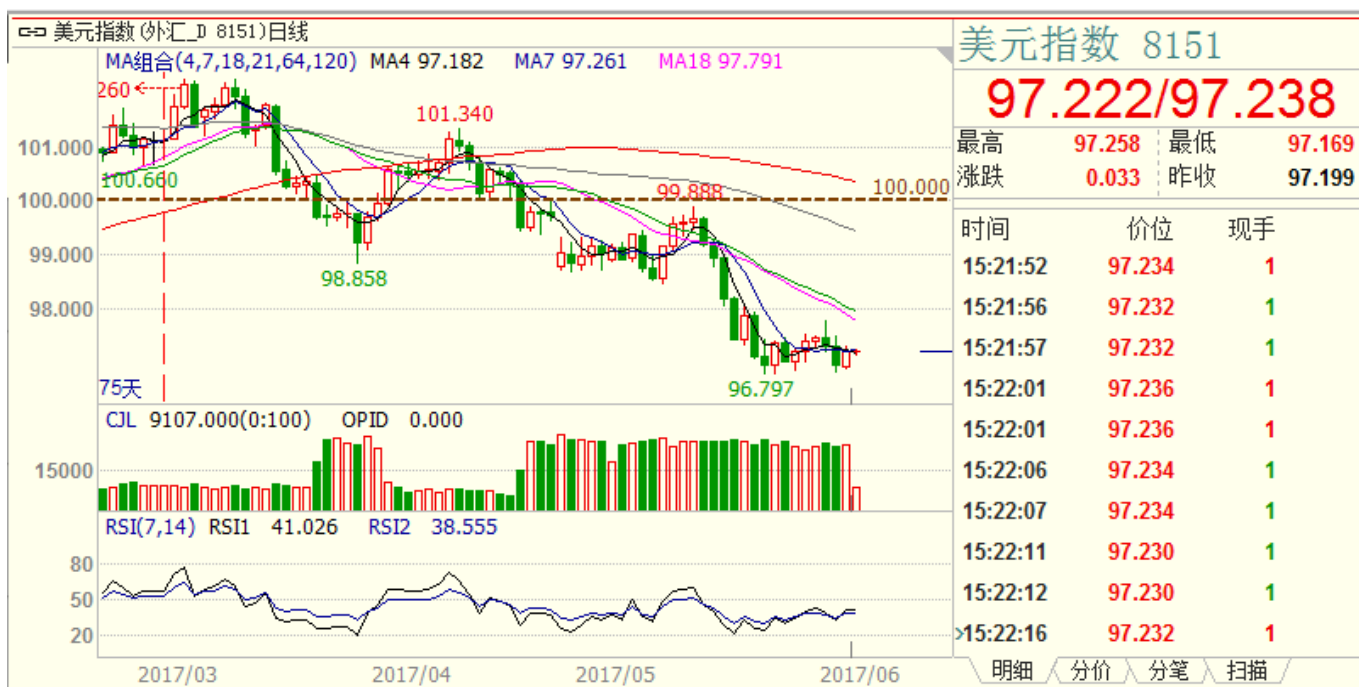 美元指数(外汇_D 8151)日线
MA组合(4,7,18,21,64,120) MA4 97.182 MA7 97.261 MA18 97.791
260
101.340
101.000
100.660
99.888
100.000
100.000
99.000
98.858
98.000
96.797
75天
CJL 9107.000(0:100) OPID 0.000
15000
RSI(7,14) RSI1 41.026 RSI2 38.555
80
50
20
2017/03 2017/04 2017/05 2017/06
美元指数 8151
97.222/97.238
最高 97.258 最低 97.169
涨跌 0.033 昨收 97.199
时间 价位 现手
15:21:52 97.234 1
15:21:56 97.232 1
15:21:57 97.232 1
15:22:01 97.236 1
15:22:01 97.236 1
15:22:06 97.234 1
15:22:07 97.234 1
15:22:11 97.230 1
15:22:12 97.230 1
15:22:16 97.232 1
明细 分价 分笔 扫描